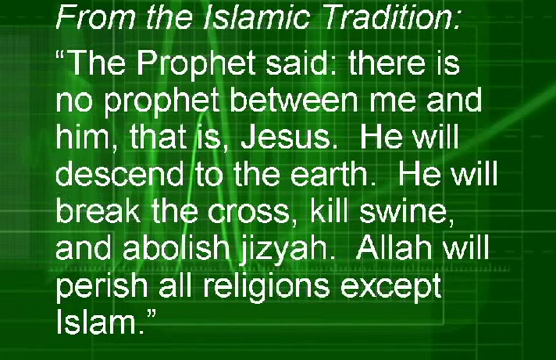 From the Islamic Tradition:
“The Prophet said: there is
no prophet between me and
him, that is, Jesus.  He will
descend to the earth.  He will
break the cross, kill swine,
and abolish jizyah.  Allah will
perish all religions except
Islam.”